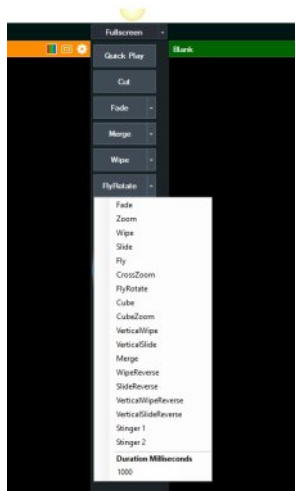 Fullscreen
Blank
Quick Play
Cut
Fade
Merge
Wipe
FlyRotate
Fade
Zoom
Wipe
Slide
Fly
CrossZoom
FlyRotate
Cube
CubeZoom
VerticalWipe
VerticalSlide
Merge
WipeReverse
SlideReverse
VerticalWipeReverse
VerticalSlideReverse
Stinger 1
Stinger 2
Duration Milliseconds
1000